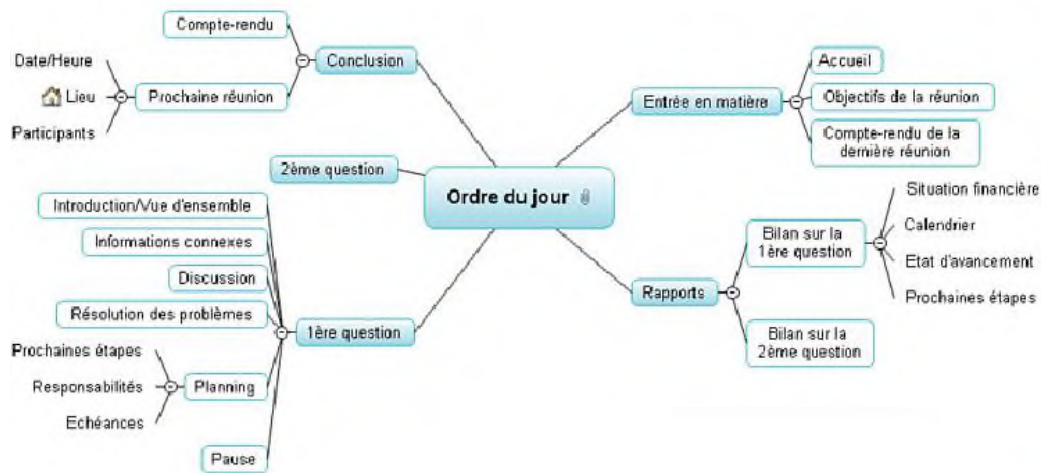 Ordre du jour
Entrée en matière
Accueil
Objectifs de la réunion
Compte-rendu de la
dernière réunion
Rapports
Bilan sur la
1ère question
Situation financière
Calendrier
Etat d'avancement
Prochaines étapes
Bilan sur la
2ème question
1ère question
Introduction/Vue d'ensemble
Informations connexes
Discussion
Résolution des problèmes
Planning
Prochaines étapes
Responsabilités
Echéances
Pause
2ème question
Conclusion
Compte-rendu
Prochaine réunion
Date/Heure
Lieu
Participants